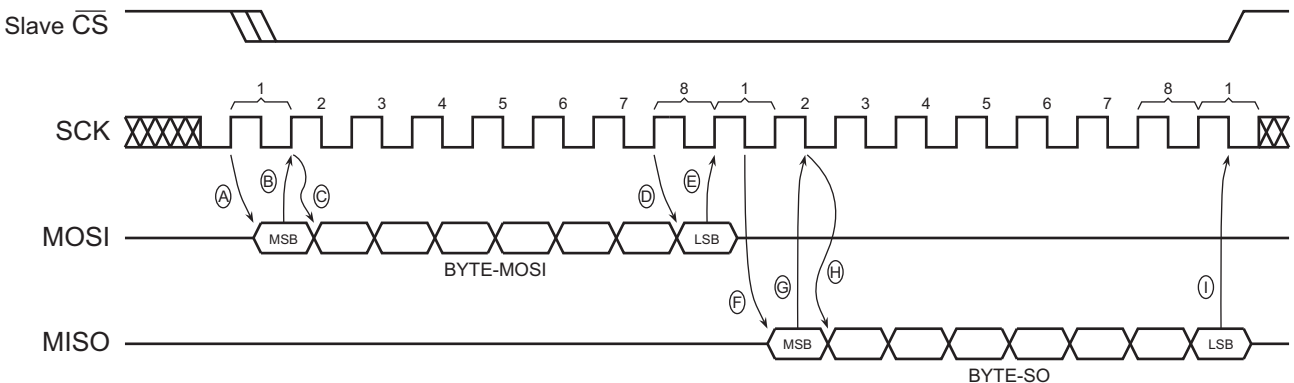 Slave CS
1 8 1 8 1
SCK 2 3 4 5 6 7 2 3 4 5 6 7
A B C D E
MOSI MSB LSB
BYTE-MOSI
F G H I
MISO MSB LSB
BYTE-SO